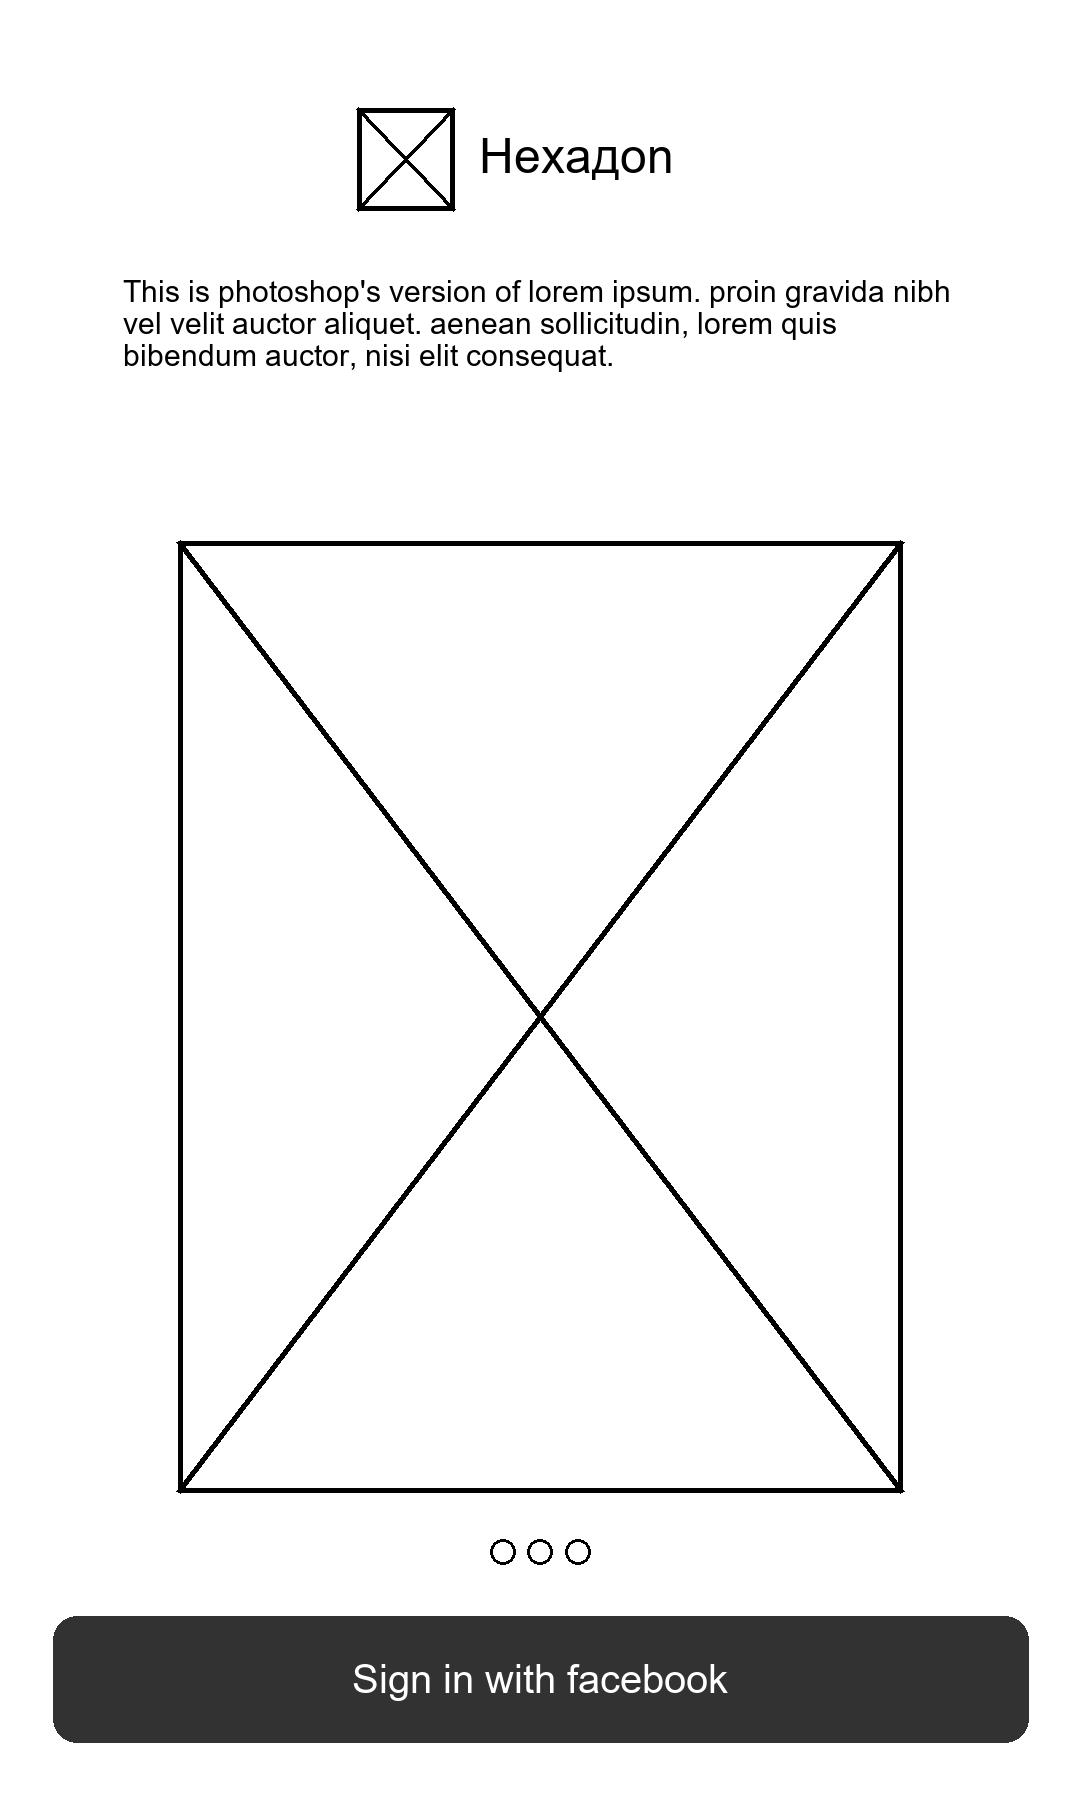 Hexaдon
This is photoshop's version of lorem ipsum. proin gravida nibh
vel velit auctor aliquet. aenean sollicitudin, lorem quis
bibendum auctor, nisi elit consequat.
Sign in with facebook